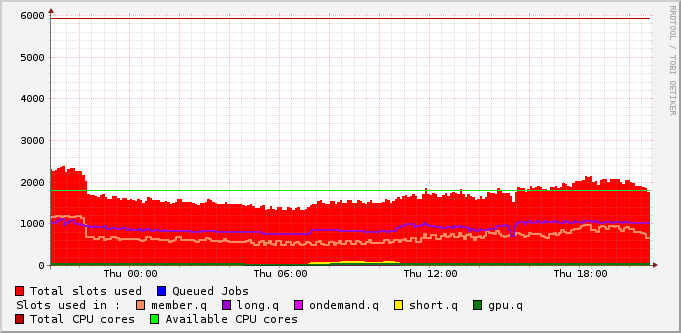 RRDTOOL / TOBI OETIKER
6000
5000
4000
3000
2000
1000
0
Thu 00:00 Thu 06:00 Thu 12:00 Thu 18:00
Total slots used Queued Jobs
Slots used in : member.q long.q ondemand.q short.q gpu.q
Total CPU cores Available CPU cores